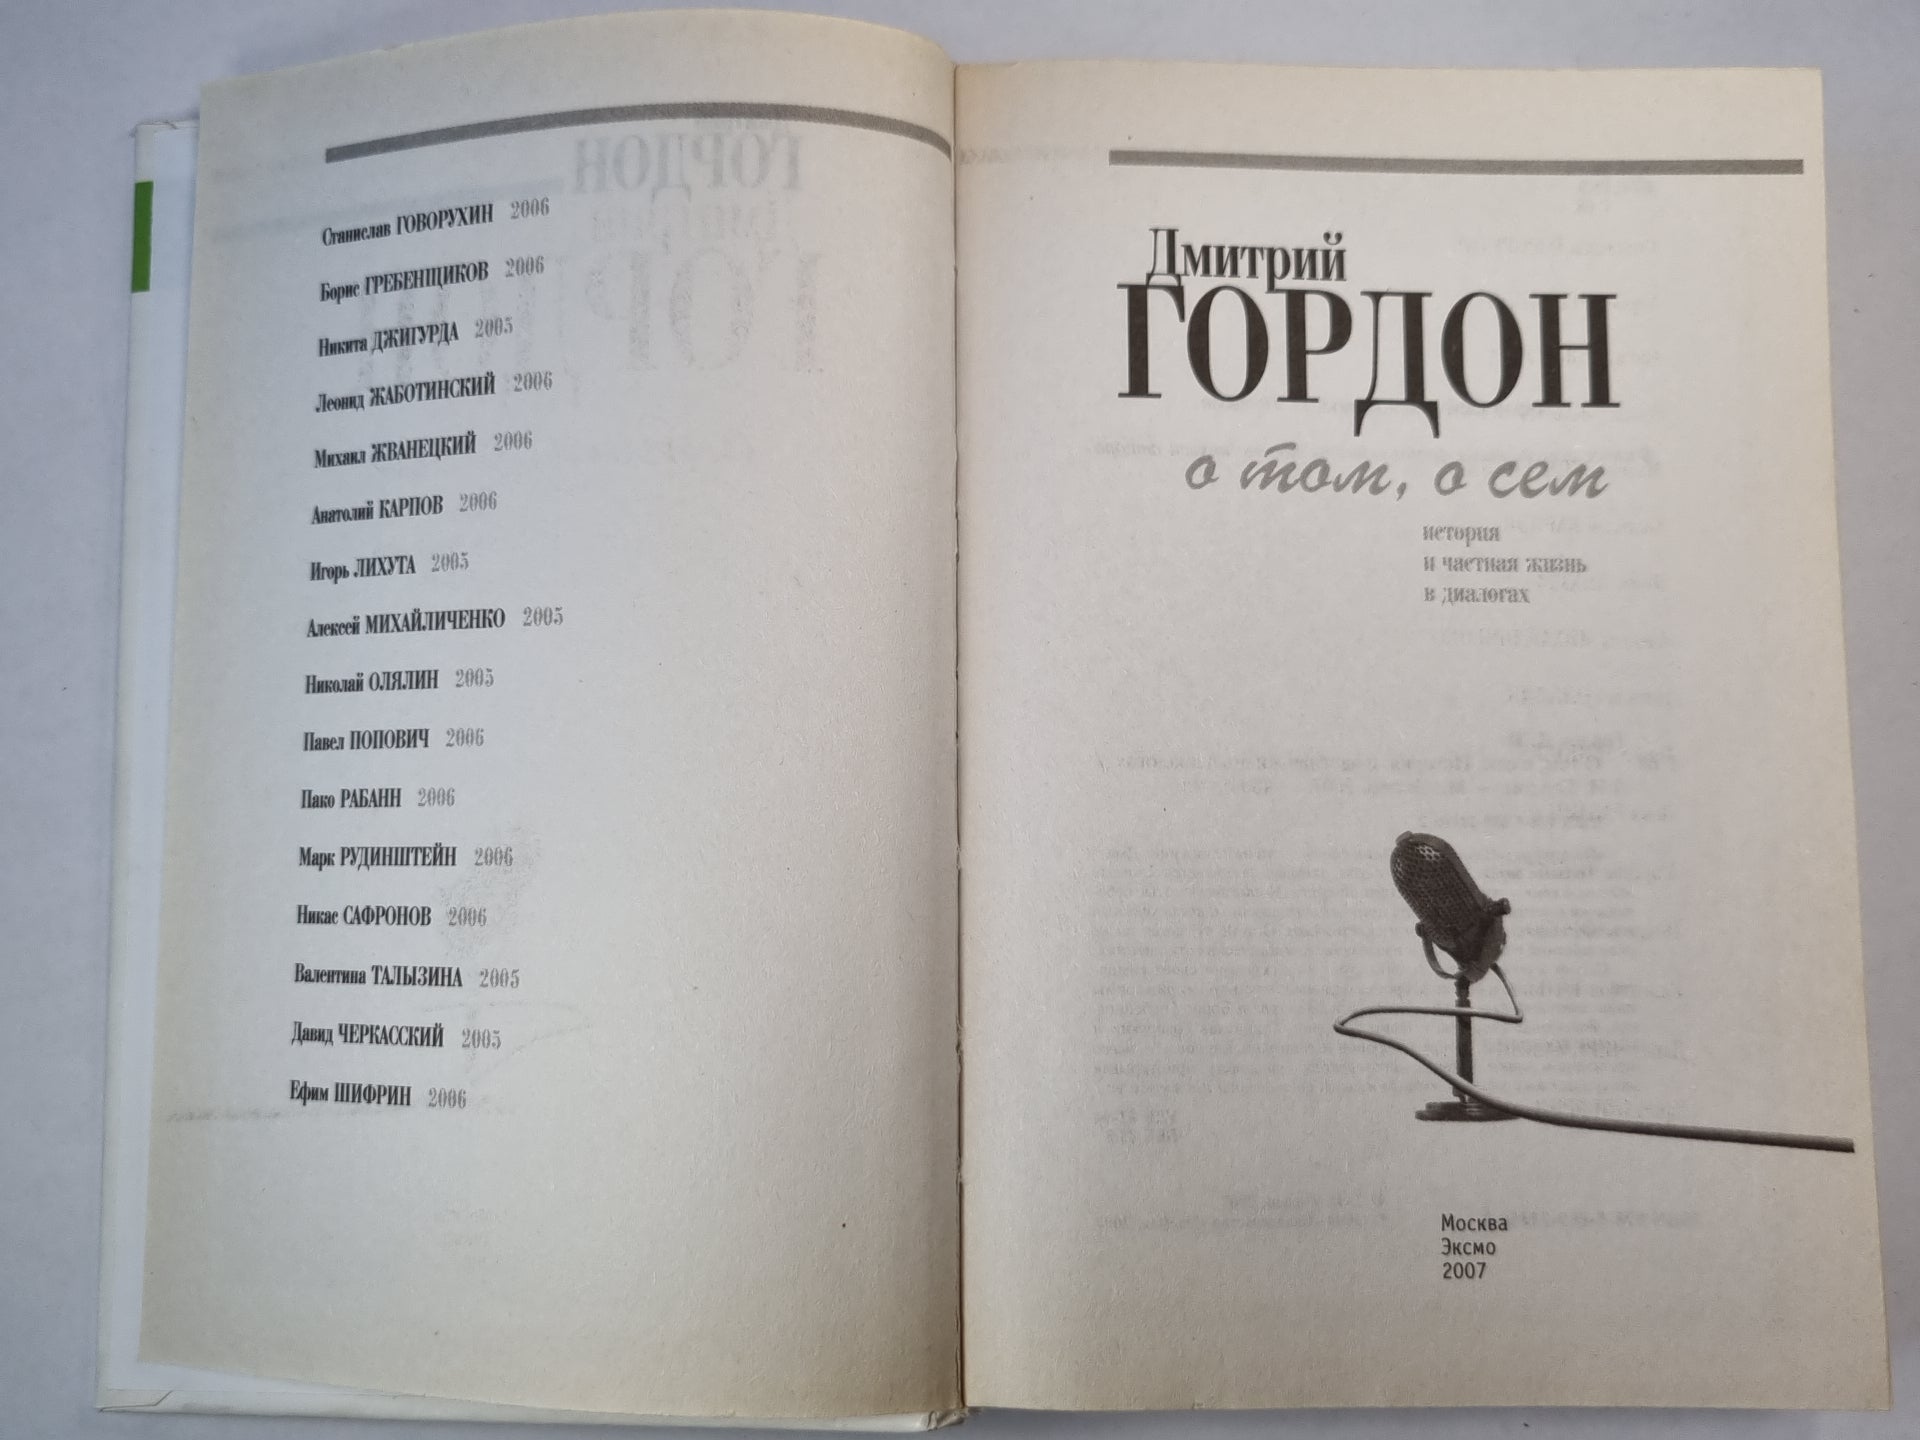 Станислав ГОВОРУХИН 2006
Борис ГРЕБЕНЩИКОВ 2006
Никита ДЖИГУРДА 2005
Леонид ЖАБОТИНСКИЙ 2006
Михаил ЖВАНЕЦКИЙ 2006
Анатолий КАРПОВ 2006
Игорь ЛИХУТА 2005
Алексей МИХАЙЛИЧЕНКО 2005
Николай ОЛЯЛИН 2005
Павел ПОПОВИЧ 2006
Пако РАБАНН 2006
Марк РУДИНШТЕЙН 2006
Никас САФРОНОВ 2006
Валентина ТАЛЫЗИНА 2005
Давид ЧЕРКАССКИЙ 2005
Ефим ШИФРИН 2006
Дмитрий
ГОРДОН
о том, о сем
история
и частная жизнь
в диалогах
Москва
Эксмо
2007